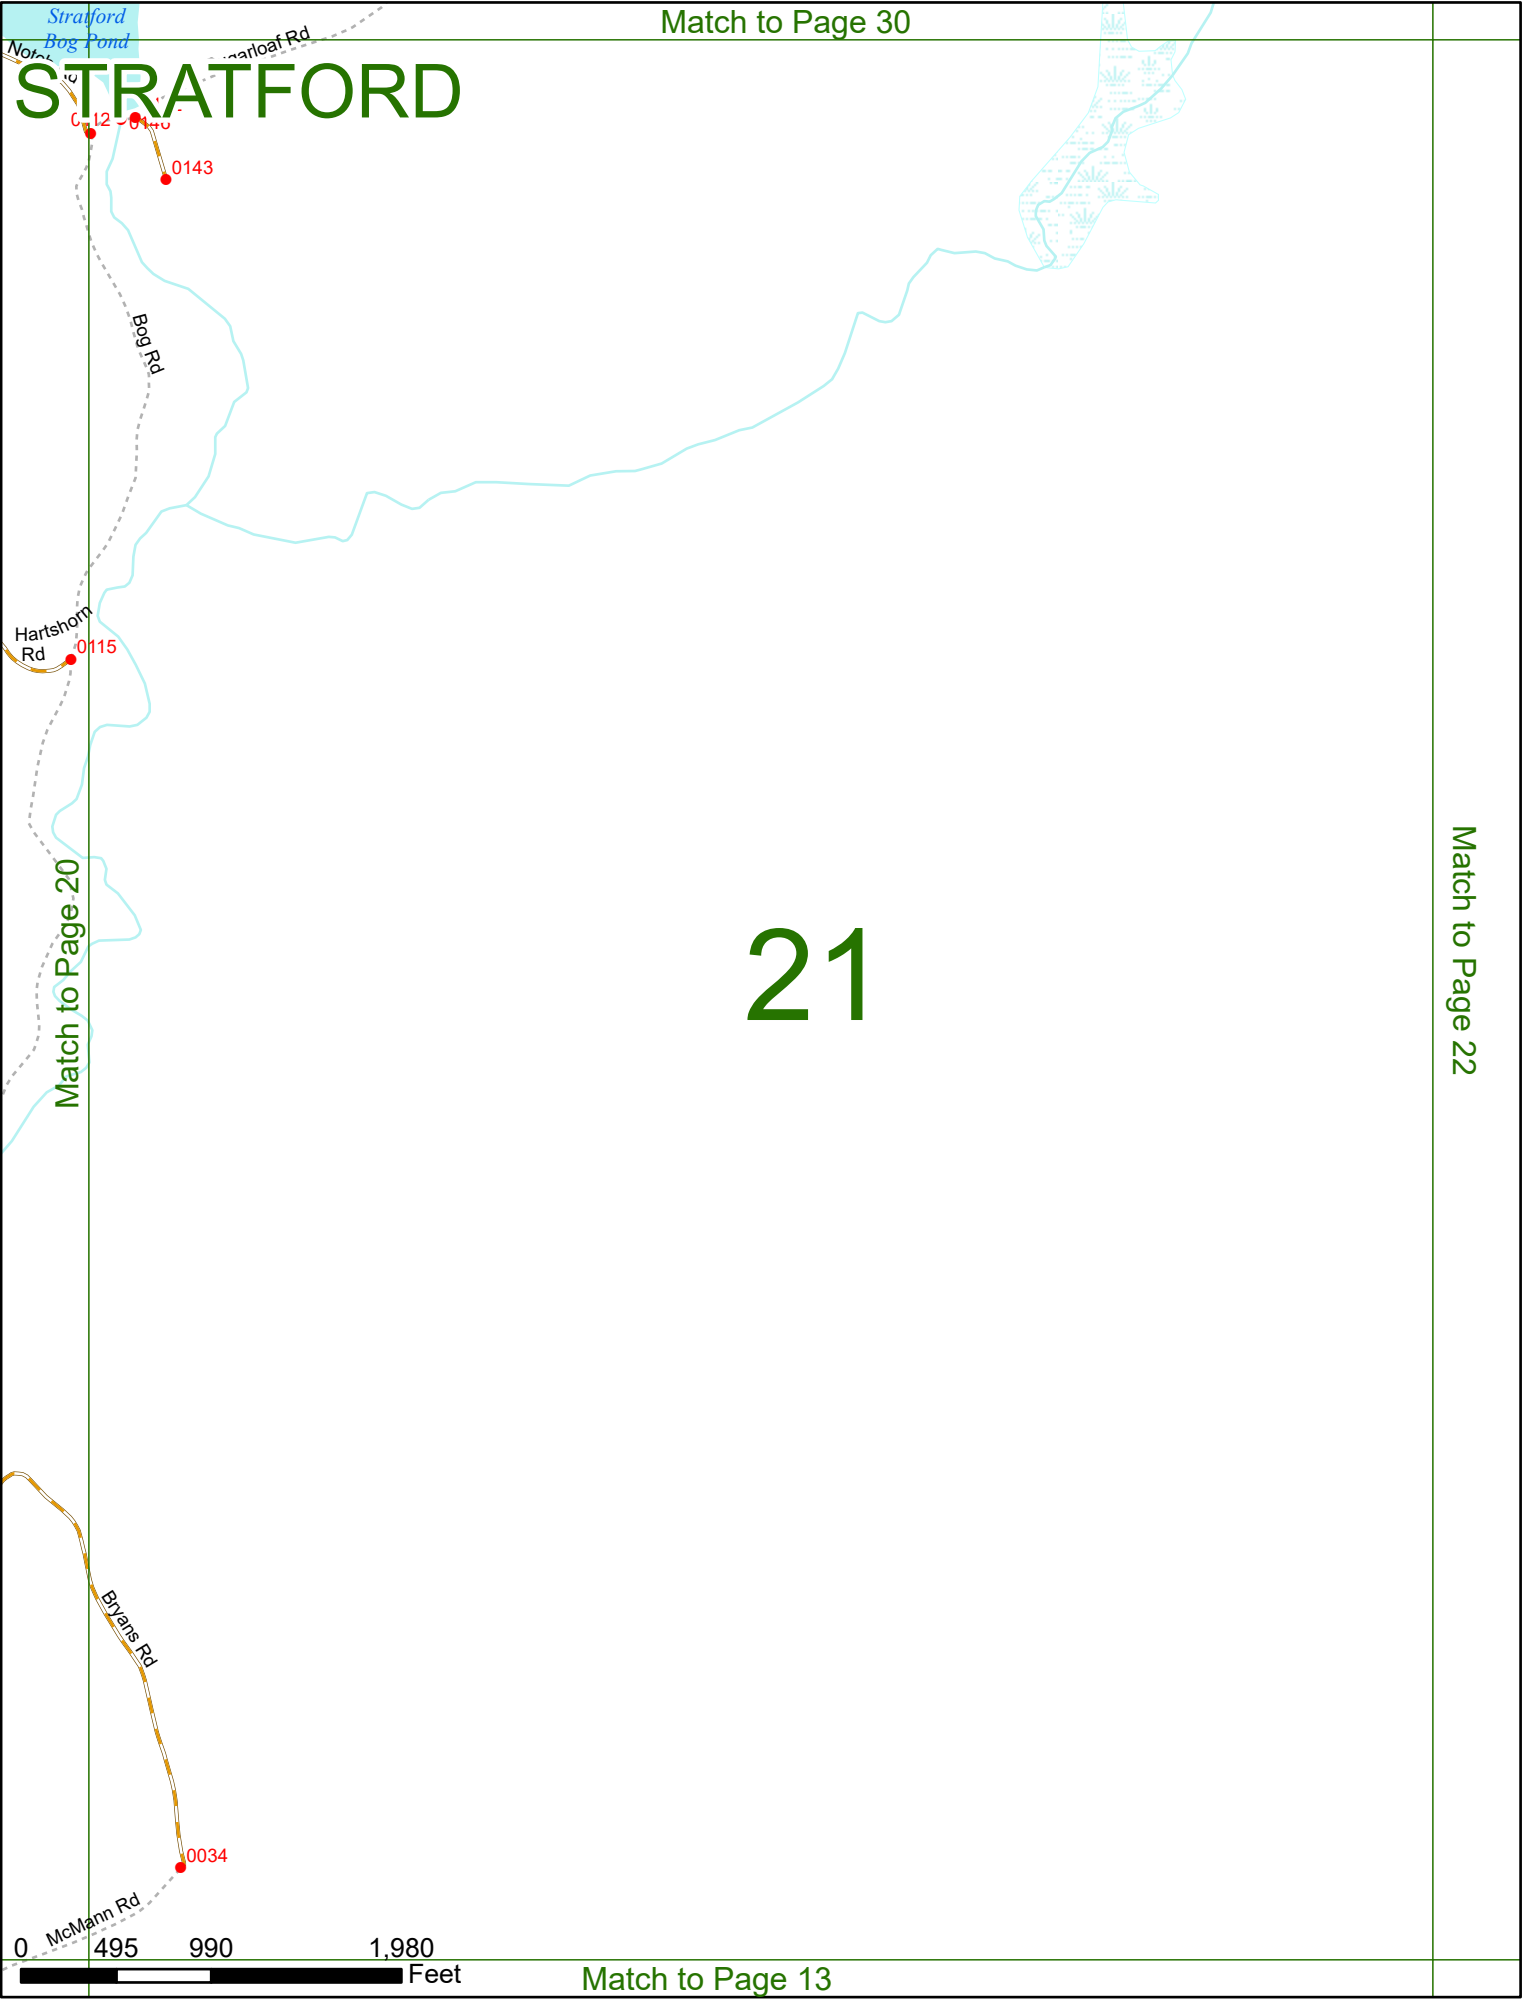 Stratford
Bog Pond
Match to Page 30
STRATFORD
0143
Bog Rd
Hartshorn
Rd
0115
Match to Page 20
21
Match to Page 22
Bryans Rd
0034
McMann Rd
0 495 990 1,980
Feet
Match to Page 13